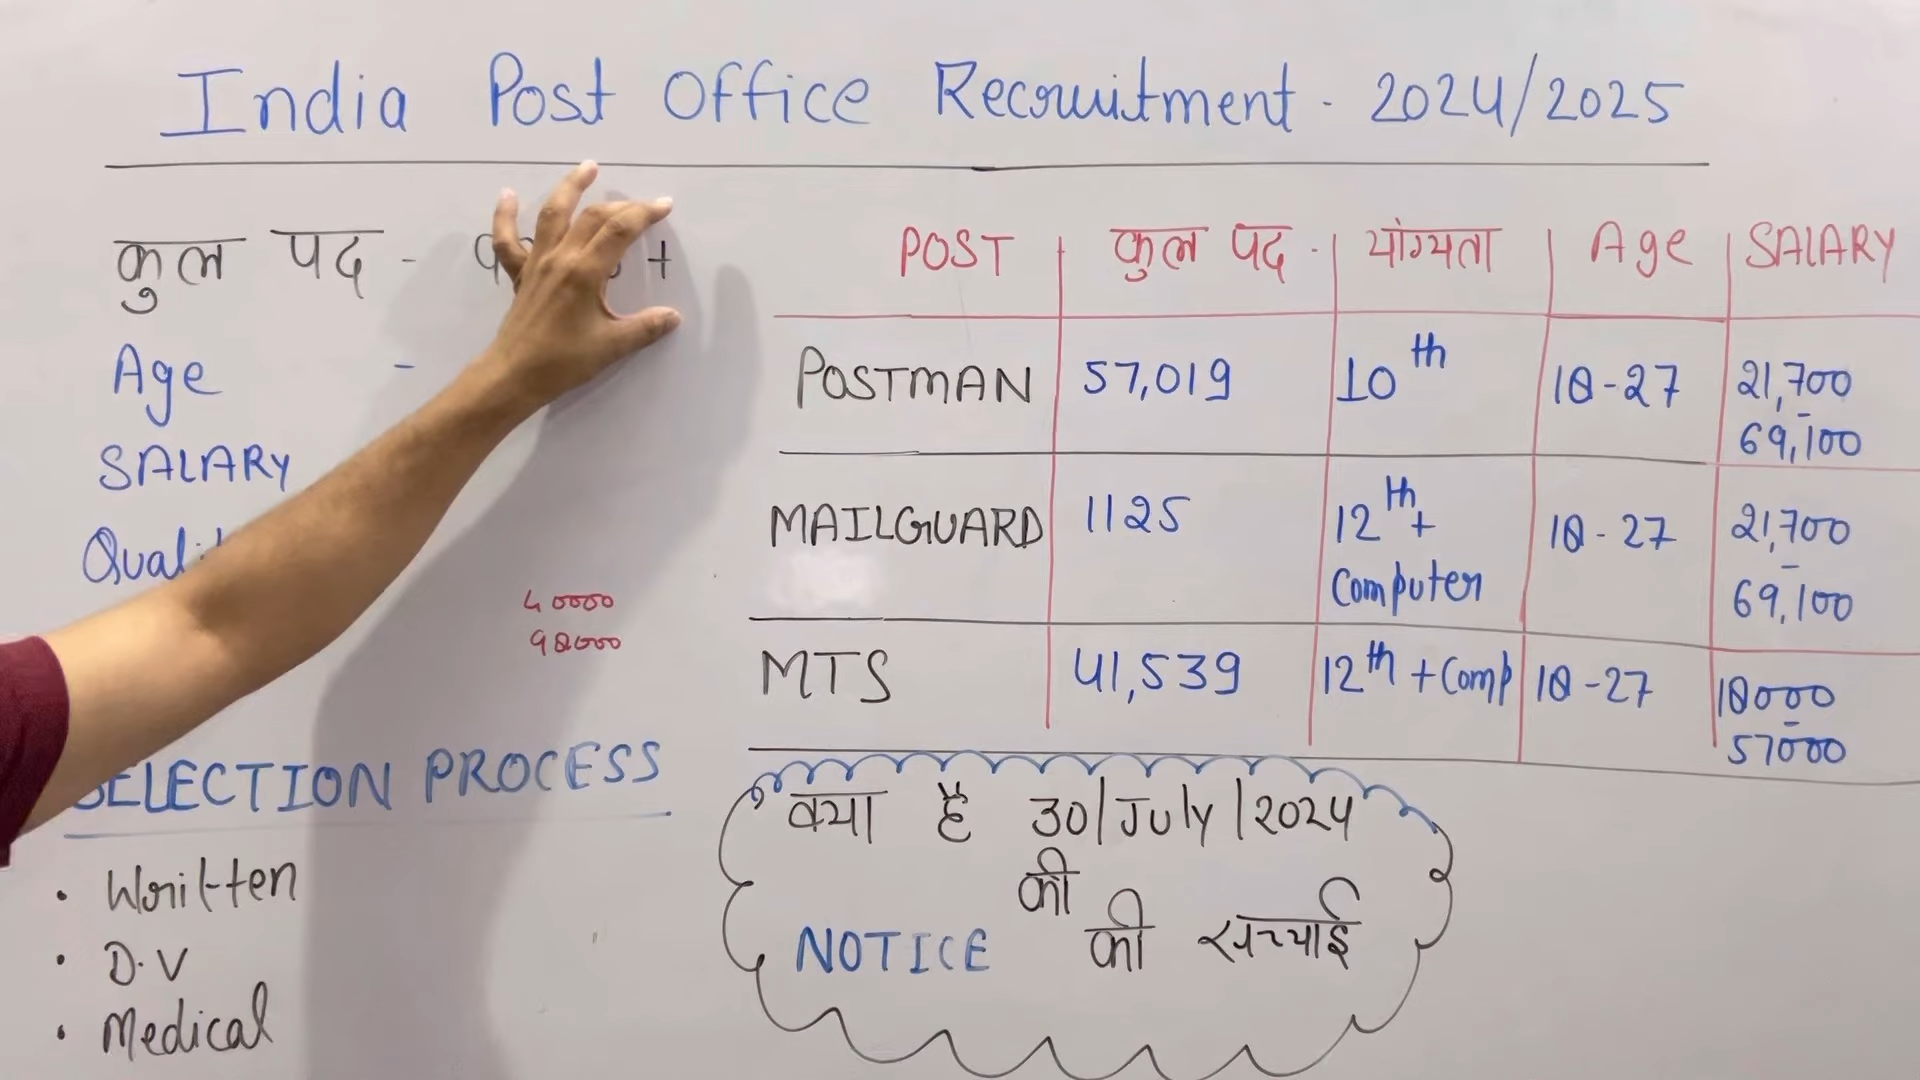 India Post Office Recruitment - 2024/2025
कुल पद -
Age -
SALARY
40000
98000
SELECTION PROCESS
• Written
• D.V
• Medical
POST कुल पद - योग्यता Age SALARY
POSTMAN 57,019 10th 18-27 21,700 - 69,100
MAILGUARD 1125 12th + Computer 18-27 21,700 - 69,100
MTS 41,539 12th + Comp 18-27 18000 - 57000
क्या है 30/July/2024
की
NOTICE की सच्चाई